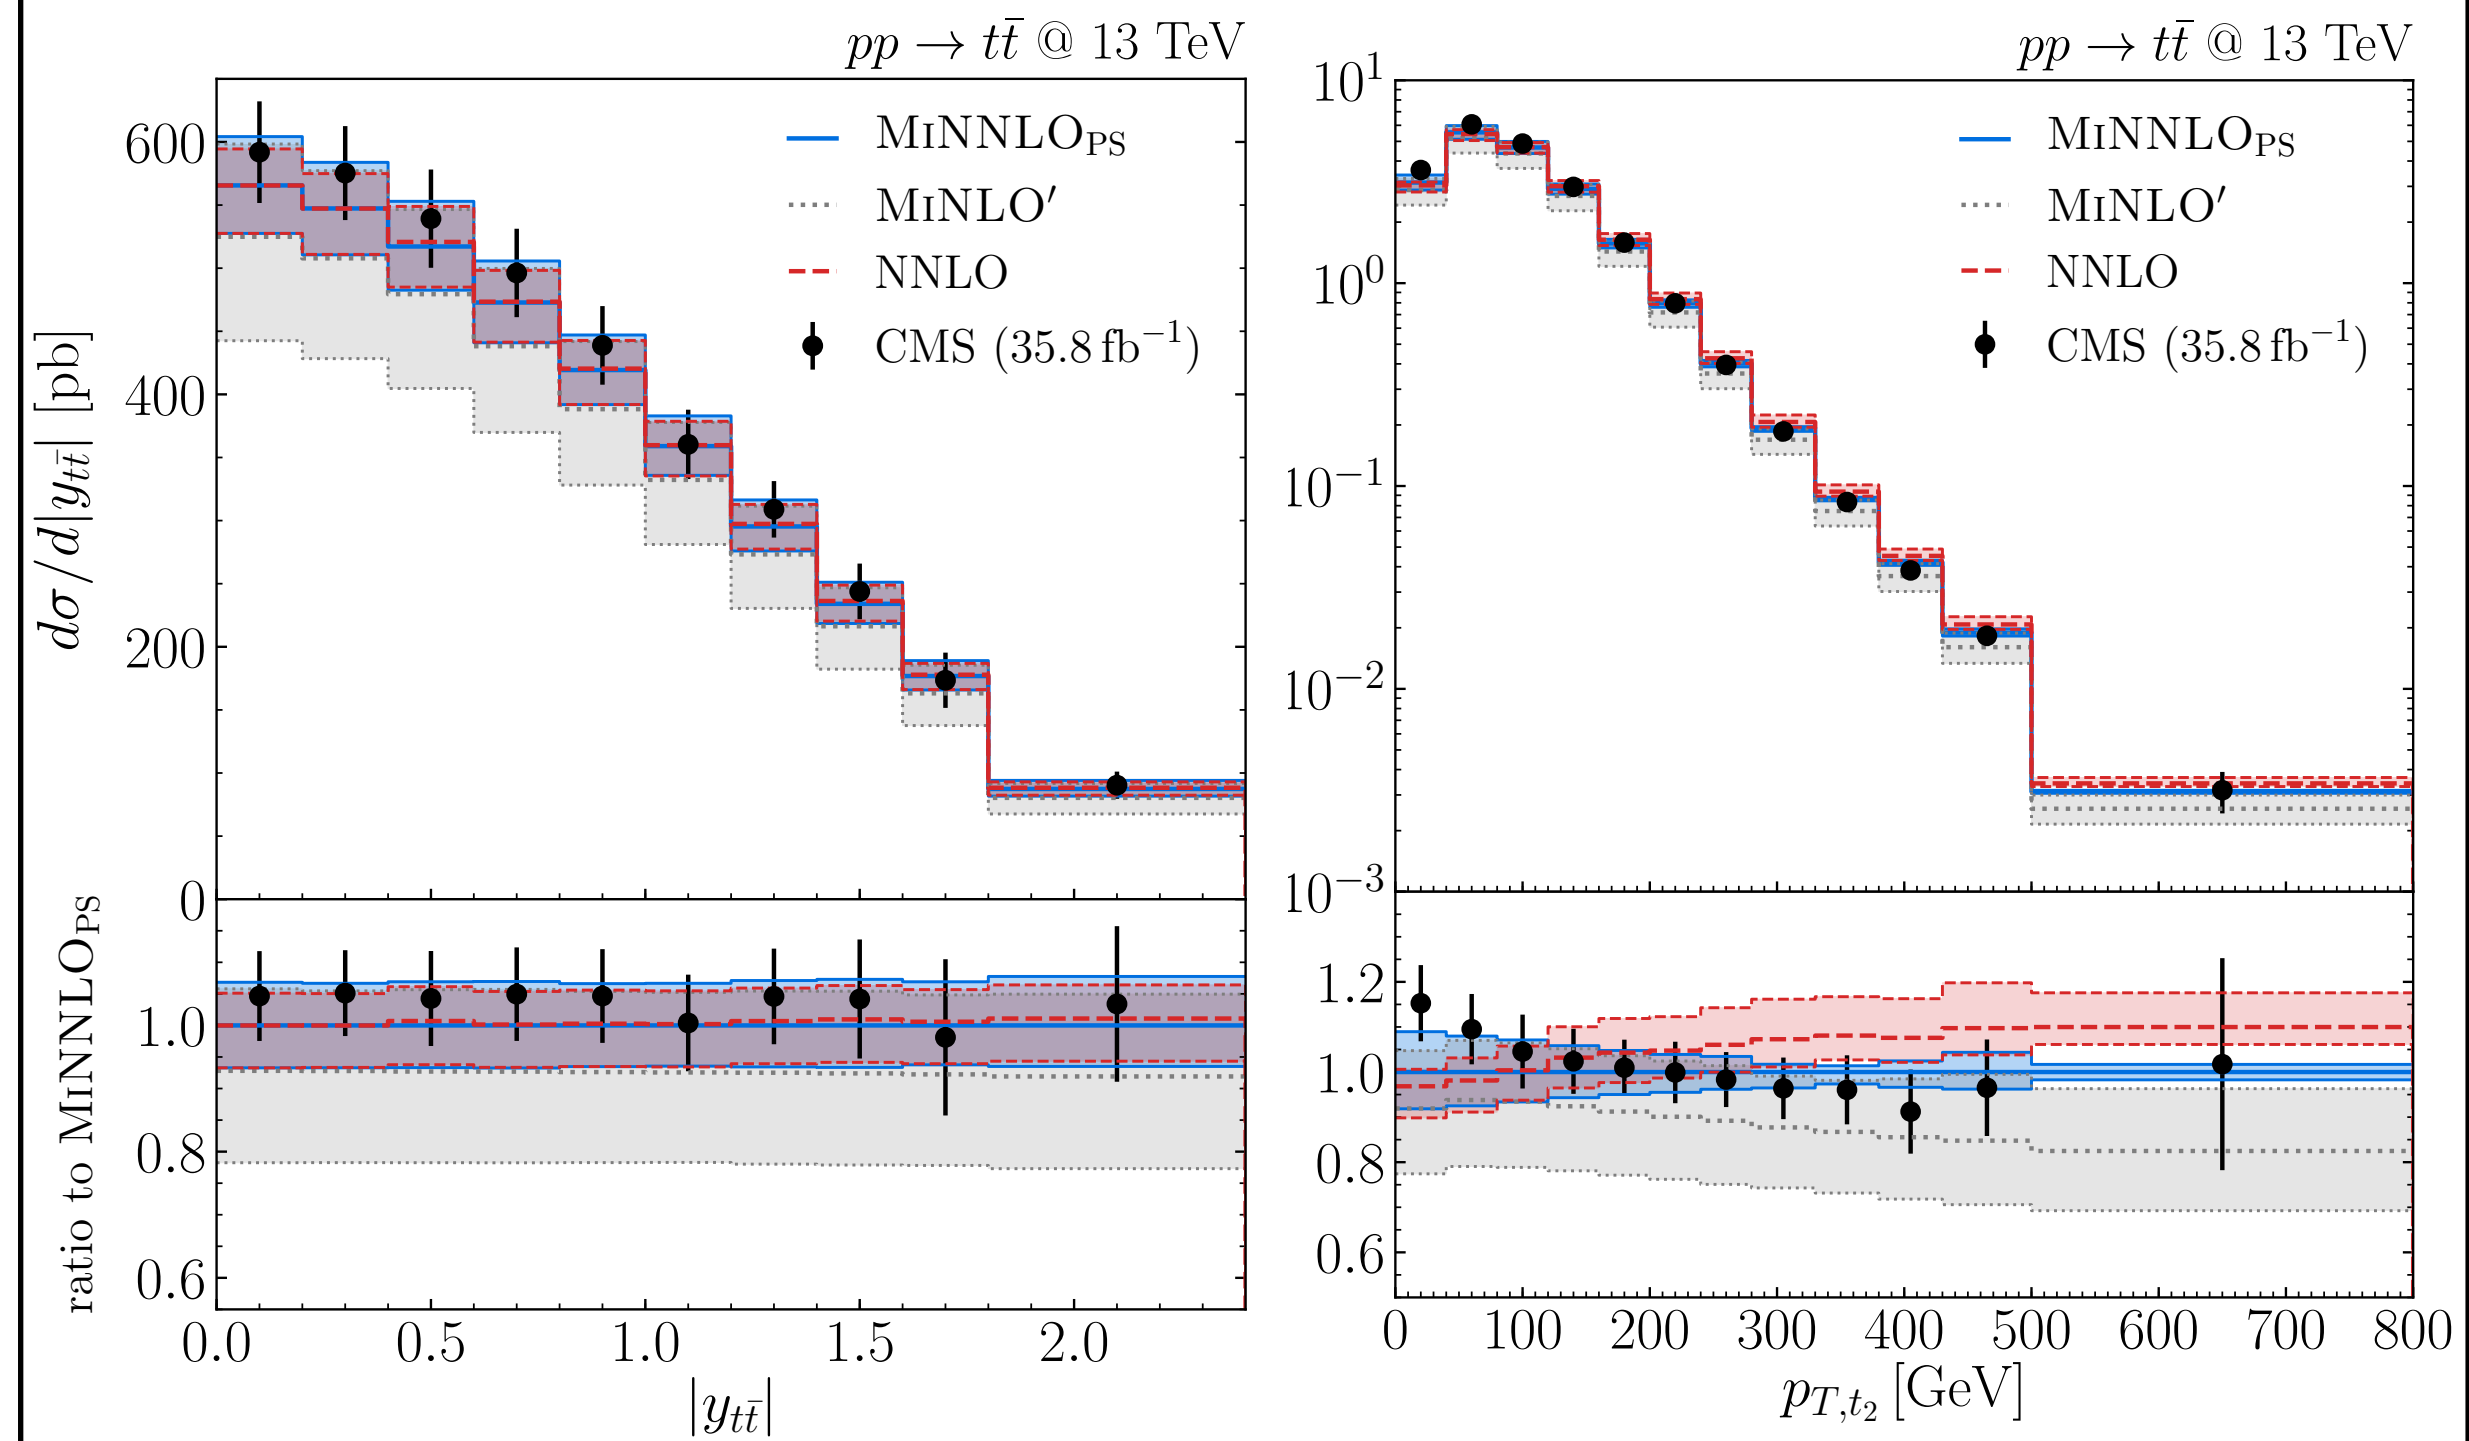 pp → tt̄ @ 13 TeV
MiNNLO_PS
MiNLO′
NNLO
CMS (35.8 fb⁻¹)
dσ/d|y_tt̄| [pb]
600
400
200
0
ratio to MiNNLO_PS
1.0
0.8
0.6
0.0 0.5 1.0 1.5 2.0
|y_tt̄|
pp → tt̄ @ 13 TeV
MiNNLO_PS
MiNLO′
NNLO
CMS (35.8 fb⁻¹)
10¹
10⁰
10⁻¹
10⁻²
10⁻³
1.2
1.0
0.8
0.6
0 100 200 300 400 500 600 700 800
p_T,t₂ [GeV]